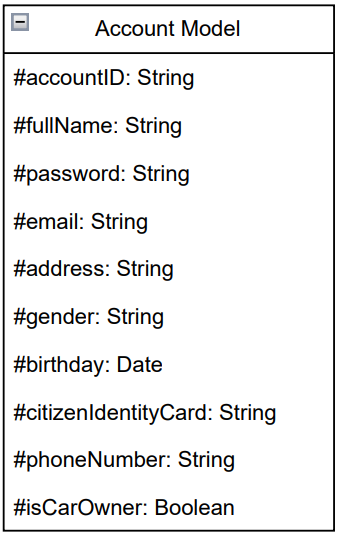 Account Model
#accountID: String
#fullName: String
#password: String
#email: String
#address: String
#gender: String
#birthday: Date
#citizenIdentityCard: String
#phoneNumber: String
#isCarOwner: Boolean